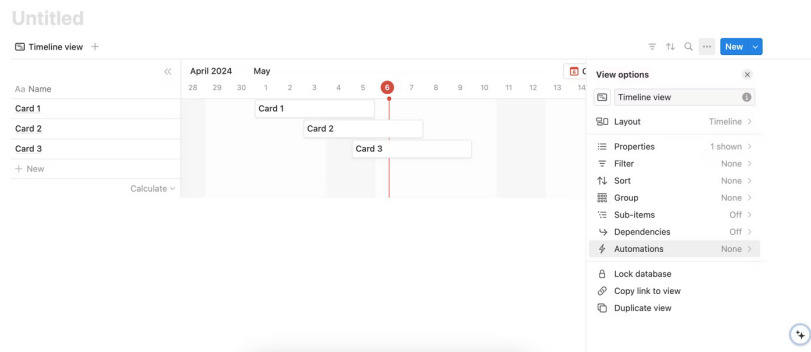 Untitled
Timeline view
New
April 2024 May
View options
Aa Name
28 29 30 1 2 3 4 5 6 7 8 9 10 11 12 13 14
Timeline view
Card 1
Card 1
Layout Timeline
Card 2
Card 2
Card 3
Card 3
Properties 1 shown
+ New
Filter None
Sort None
Calculate
Group None
Sub-items Off
Dependencies Off
Automations None
Lock database
Copy link to view
Duplicate view